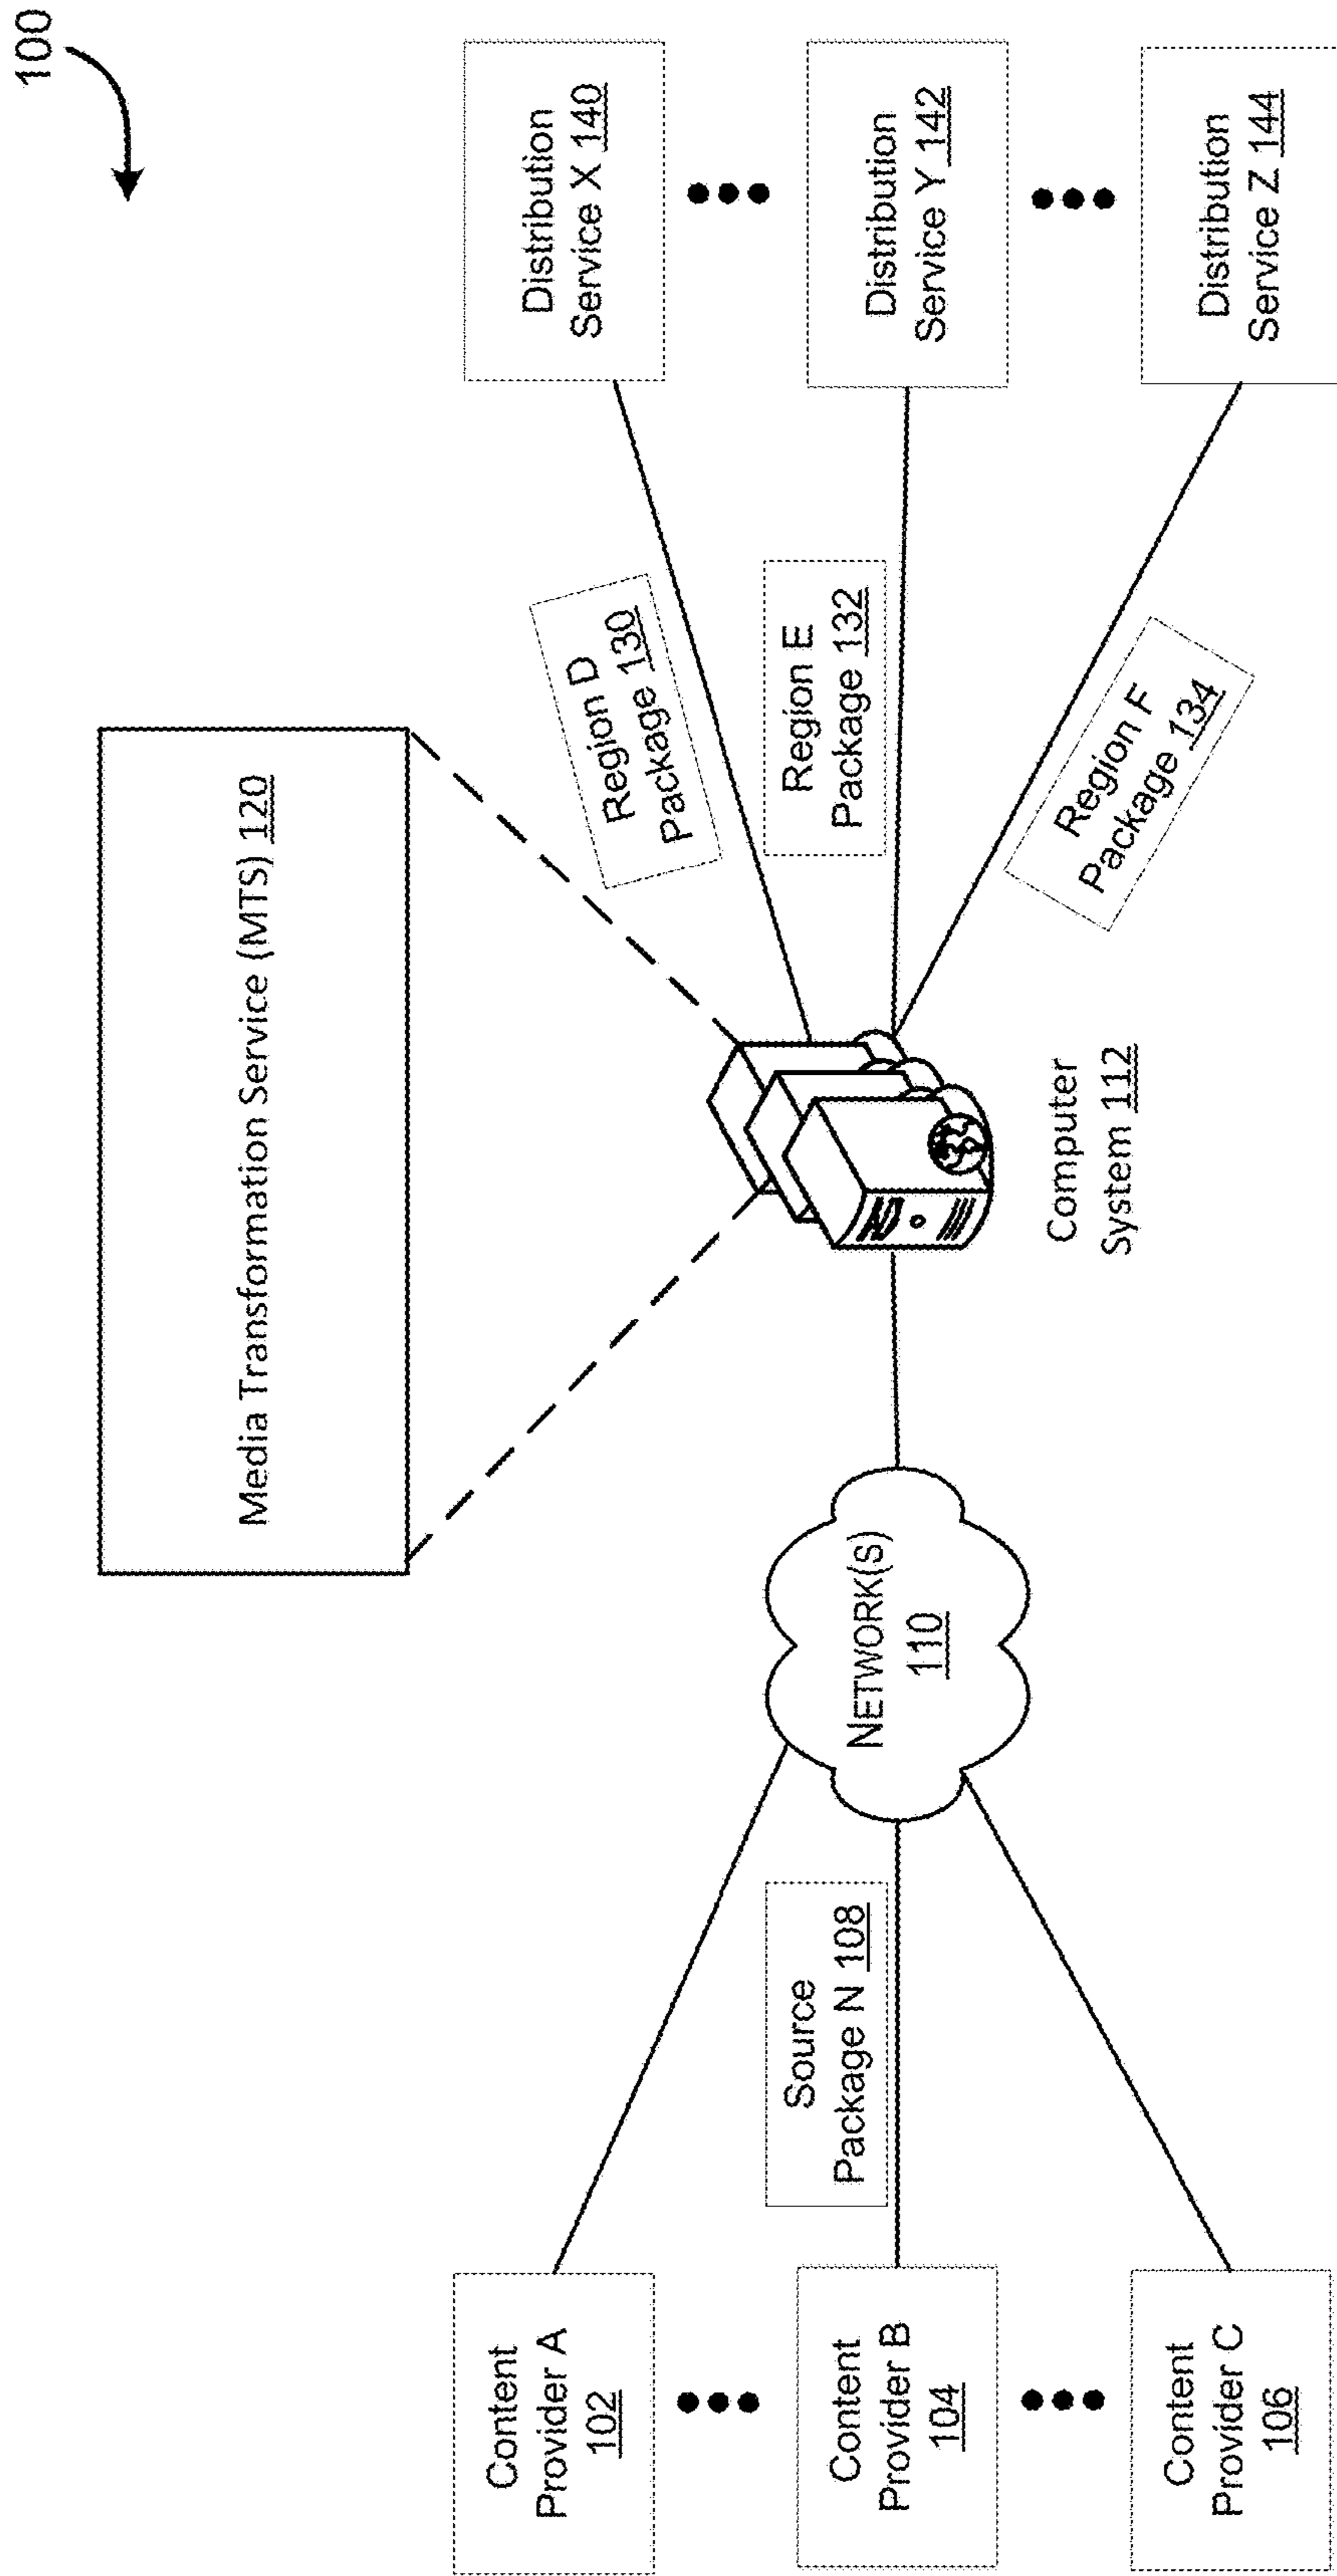 100
Media Transformation Service (MTS) 120
Content
Provider A
102
Content
Provider B
104
Content
Provider C
106
Source
Package N 108
NETWORK(S)
110
Computer
System 112
Region D
Package 130
Region E
Package 132
Region F
Package 134
Distribution
Service X 140
Distribution
Service Y 142
Distribution
Service Z 144